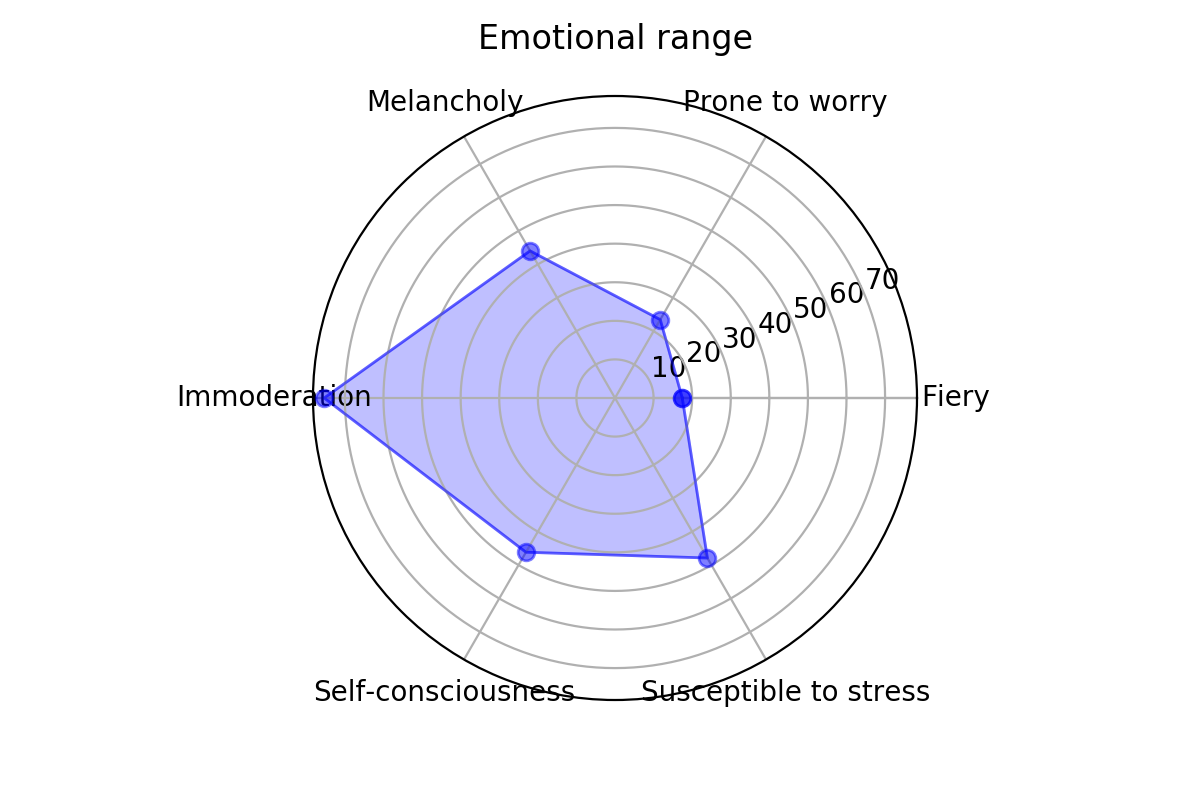 Emotional range
Melancholy
Prone to worry
70
60
50
40
30
20
10
Immoderation
Fiery
Self-consciousness
Susceptible to stress